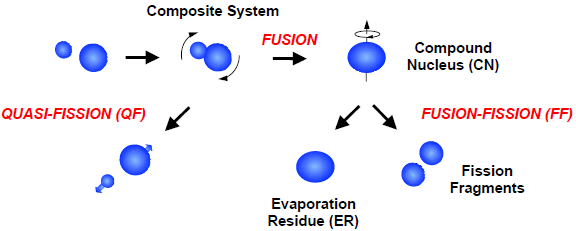 Composite System
FUSION
Compound
Nucleus (CN)
QUASI-FISSION (QF)
FUSION-FISSION (FF)
Fission
Fragments
Evaporation
Residue (ER)